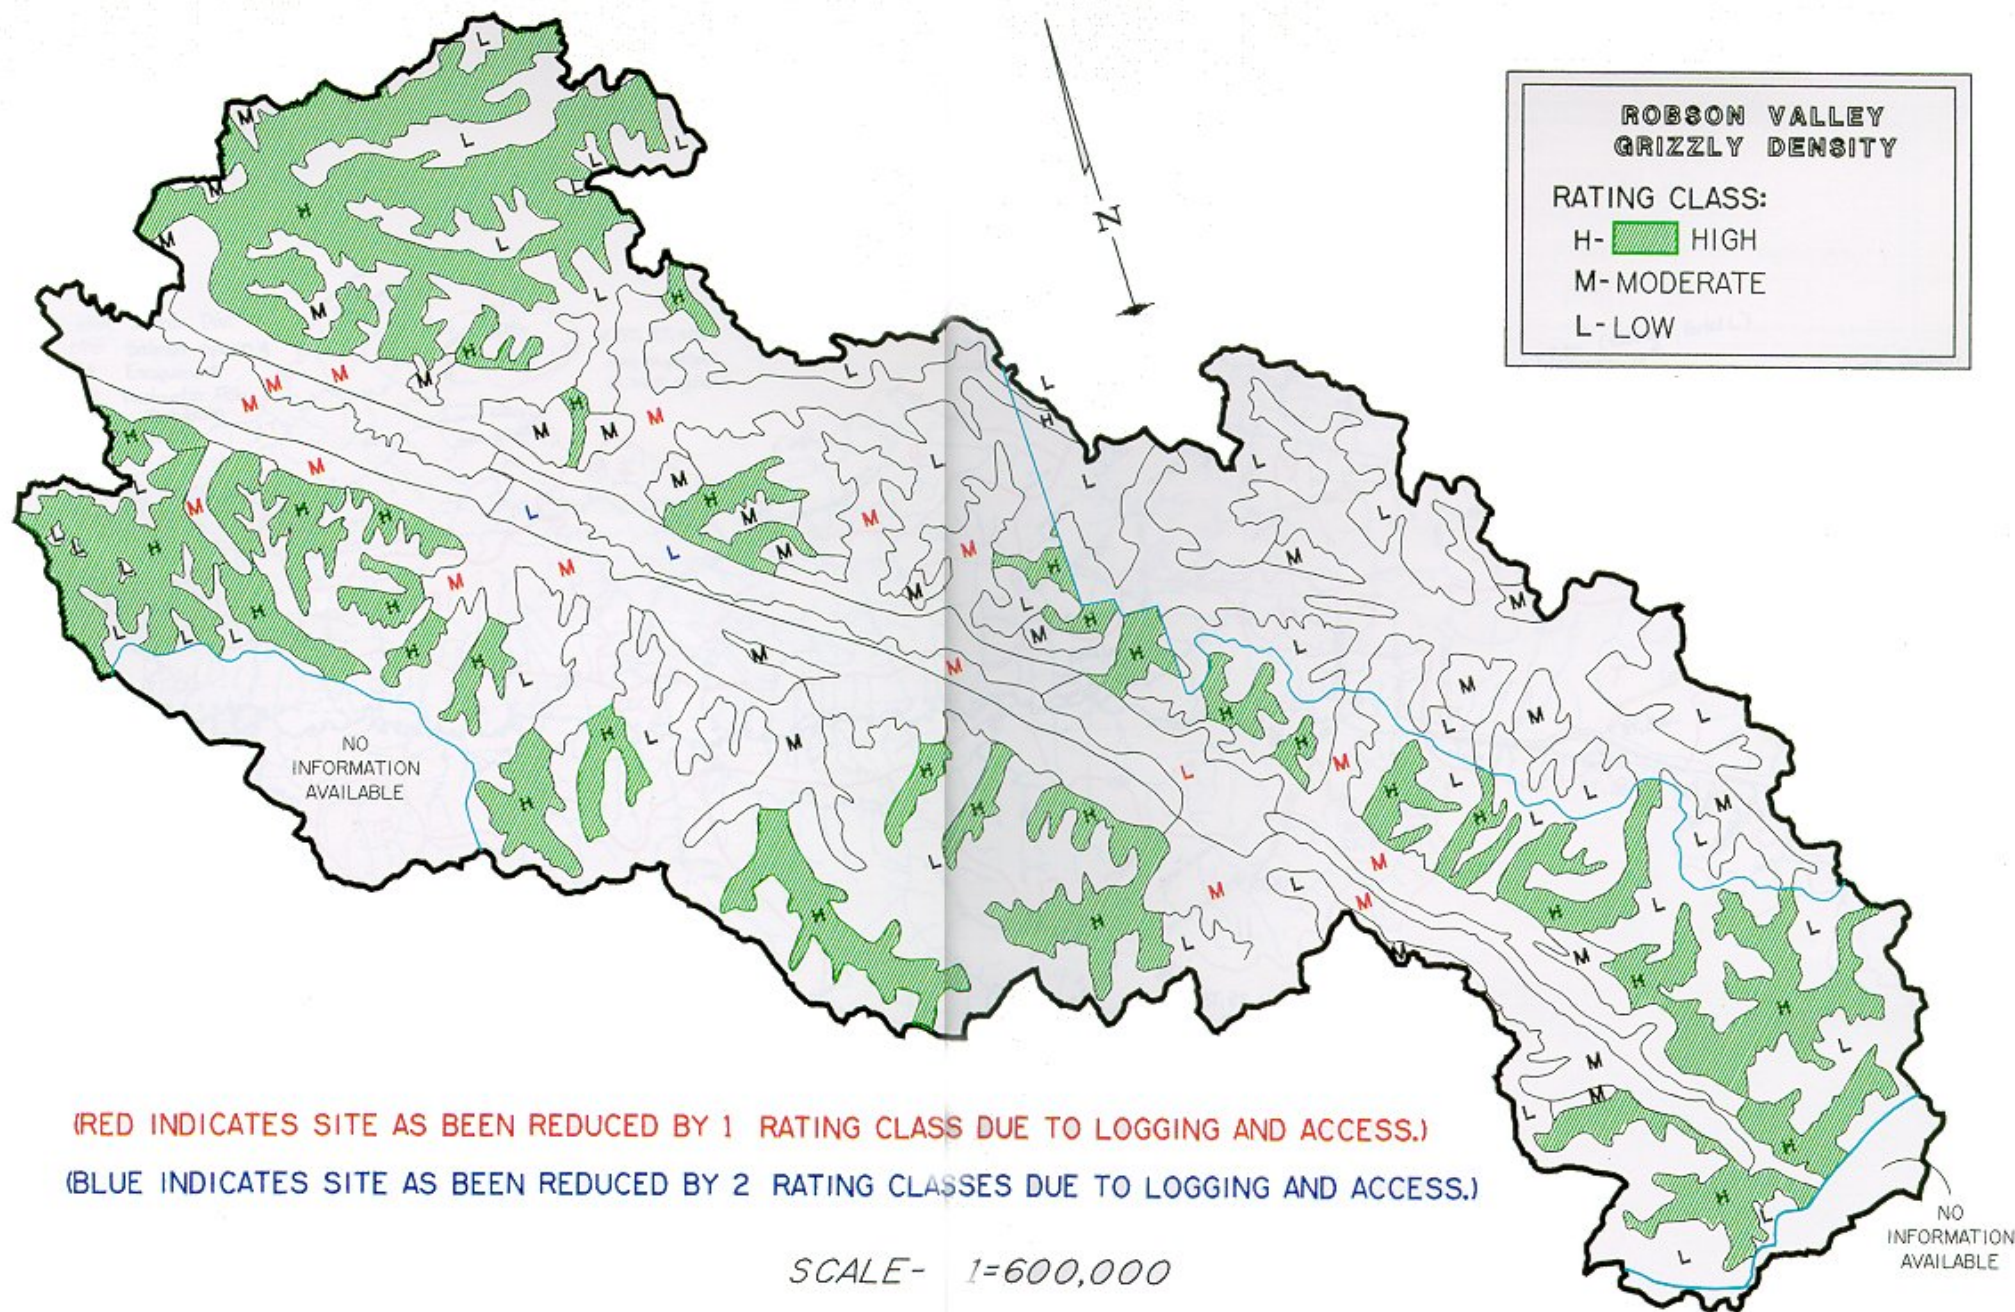 ROBSON VALLEY
GRIZZLY DENSITY
RATING CLASS:
H- HIGH
M- MODERATE
L- LOW
N
L
M
L
L
L
M
L
H
M
L
L
H
M
H
M
M
M
M
H
M
M
M
L
L
H
L
H
M
L
M
H
L
M
M
H
H
L
L
L
H
L
M
H
M
M
L
L
M
M
H
L
M
M
H
H
H
L
L
L
H
L
M
H
M
M
L
M
H
H
L
M
M
H
L
L
M
M
L
L
H
H
L
M
M
H
H
L
H
H
M
L
H
H
L
L
M
L
L
H
H
L
M
M
L
M
H
L
H
L
M
M
H
M
H
L
M
M
L
H
H
L
L
NO
INFORMATION
AVAILABLE
NO
INFORMATION
AVAILABLE
(RED INDICATES SITE AS BEEN REDUCED BY 1 RATING CLASS DUE TO LOGGING AND ACCESS.)
(BLUE INDICATES SITE AS BEEN REDUCED BY 2 RATING CLASSES DUE TO LOGGING AND ACCESS.)
SCALE- 1=600,000